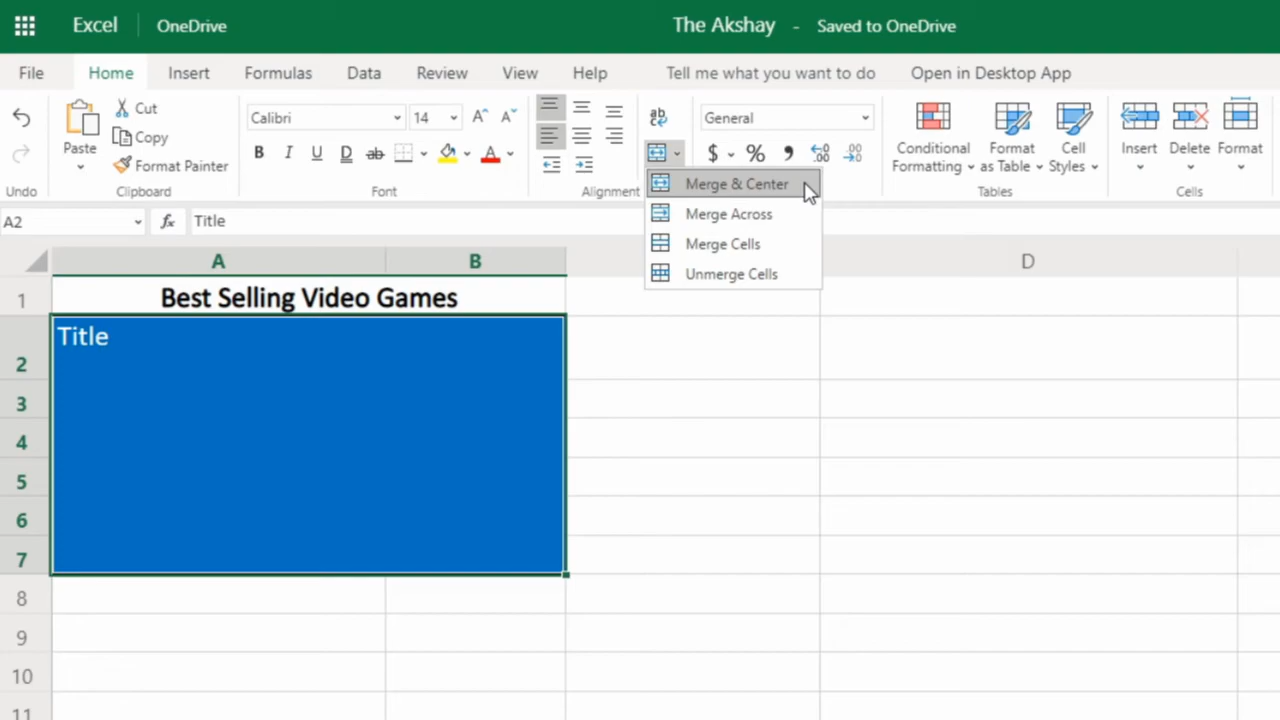 Excel OneDrive The Akshay - Saved to OneDrive
File Home Insert Formulas Data Review View Help Tell me what you want to do Open in Desktop App
Cut
Copy
Paste
Format Painter
Undo
Clipboard
Calibri 14
B I U D ab
A
Font
ab
Alignment
General
$ % , .00 .00
Conditional Formatting
Format as Table
Cell Styles
Tables
Insert Delete Format
Cells
Merge & Center
Merge Across
Merge Cells
Unmerge Cells
A2 fx Title
A B D
1 Best Selling Video Games
Title
2
3
4
5
6
7
8
9
10
11